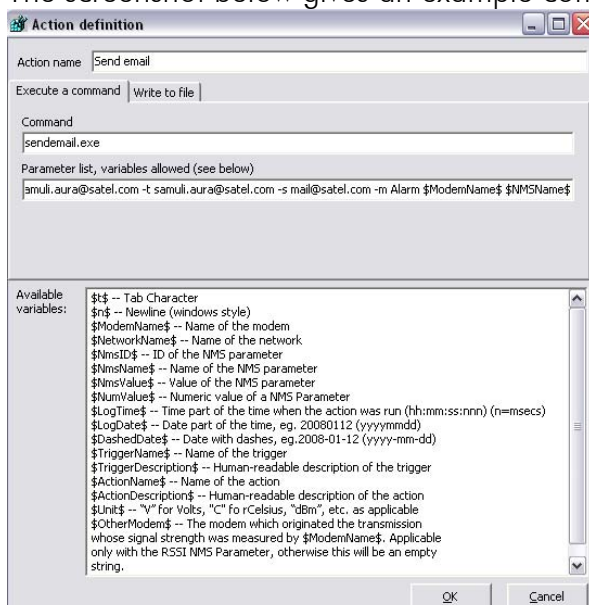 The screenshot below gives an example con
Action definition
Action name Send email
Execute a command Write to file
Command
sendemail.exe
Parameter list, variables allowed (see below)
amuli.aura@satel.com -t samuli.aura@satel.com -s mail@satel.com -m Alarm $ModemName$ $NMSName$
Available variables:
$t$ -- Tab Character
$n$ -- Newline (windows style)
$ModemName$ -- Name of the modem
$NetworkName$ -- Name of the network
$NmsID$ -- ID of the NMS parameter
$NmsName$ -- Name of the NMS parameter
$NmsValue$ -- Value of the NMS parameter
$NumValue$ -- Numeric value of a NMS Parameter
$LogTime$ -- Time part of the time when the action was run (hh:mm:ss:nnn) (n=msecs)
$LogDate$ -- Date part of the time, eg. 20080112 (yyyymmdd)
$DashedDate$ -- Date with dashes, eg.2008-01-12 (yyyy-mm-dd)
$TriggerName$ -- Name of the trigger
$TriggerDescription$ -- Human-readable description of the trigger
$ActionName$ -- Name of the action
$ActionDescription$ -- Human-readable description of the action
$Unit$ -- "V" for Volts, "C" fo rCelsius, "dBm", etc. as applicable
$OtherModem$ -- The modem which originated the transmission
whose signal strength was measured by $ModemName$. Applicable
only with the RSSI NMS Parameter, otherwise this will be an empty
string.
OK Cancel